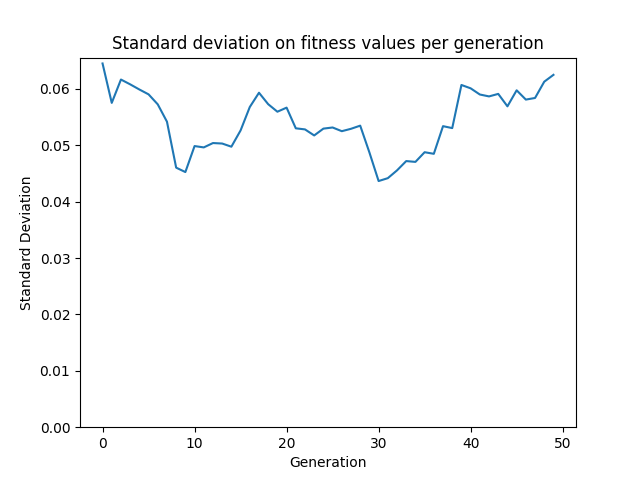 Standard deviation on fitness values per generation
Standard Deviation
0.06
0.05
0.04
0.03
0.02
0.01
0.00
0 10 20 30 40 50
Generation